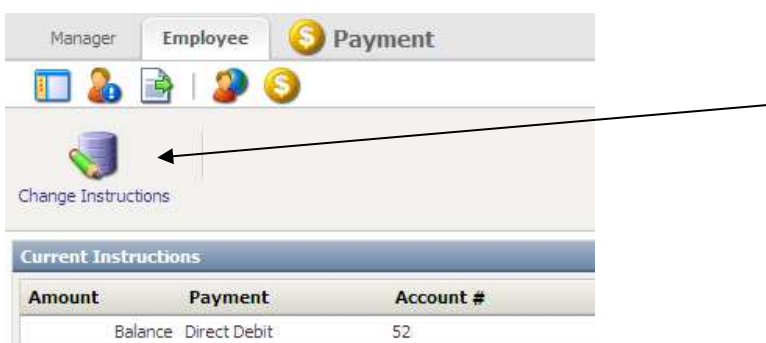 Manager Employee Payment
Change Instructions
Current Instructions
Amount Payment Account #
Balance Direct Debit 52